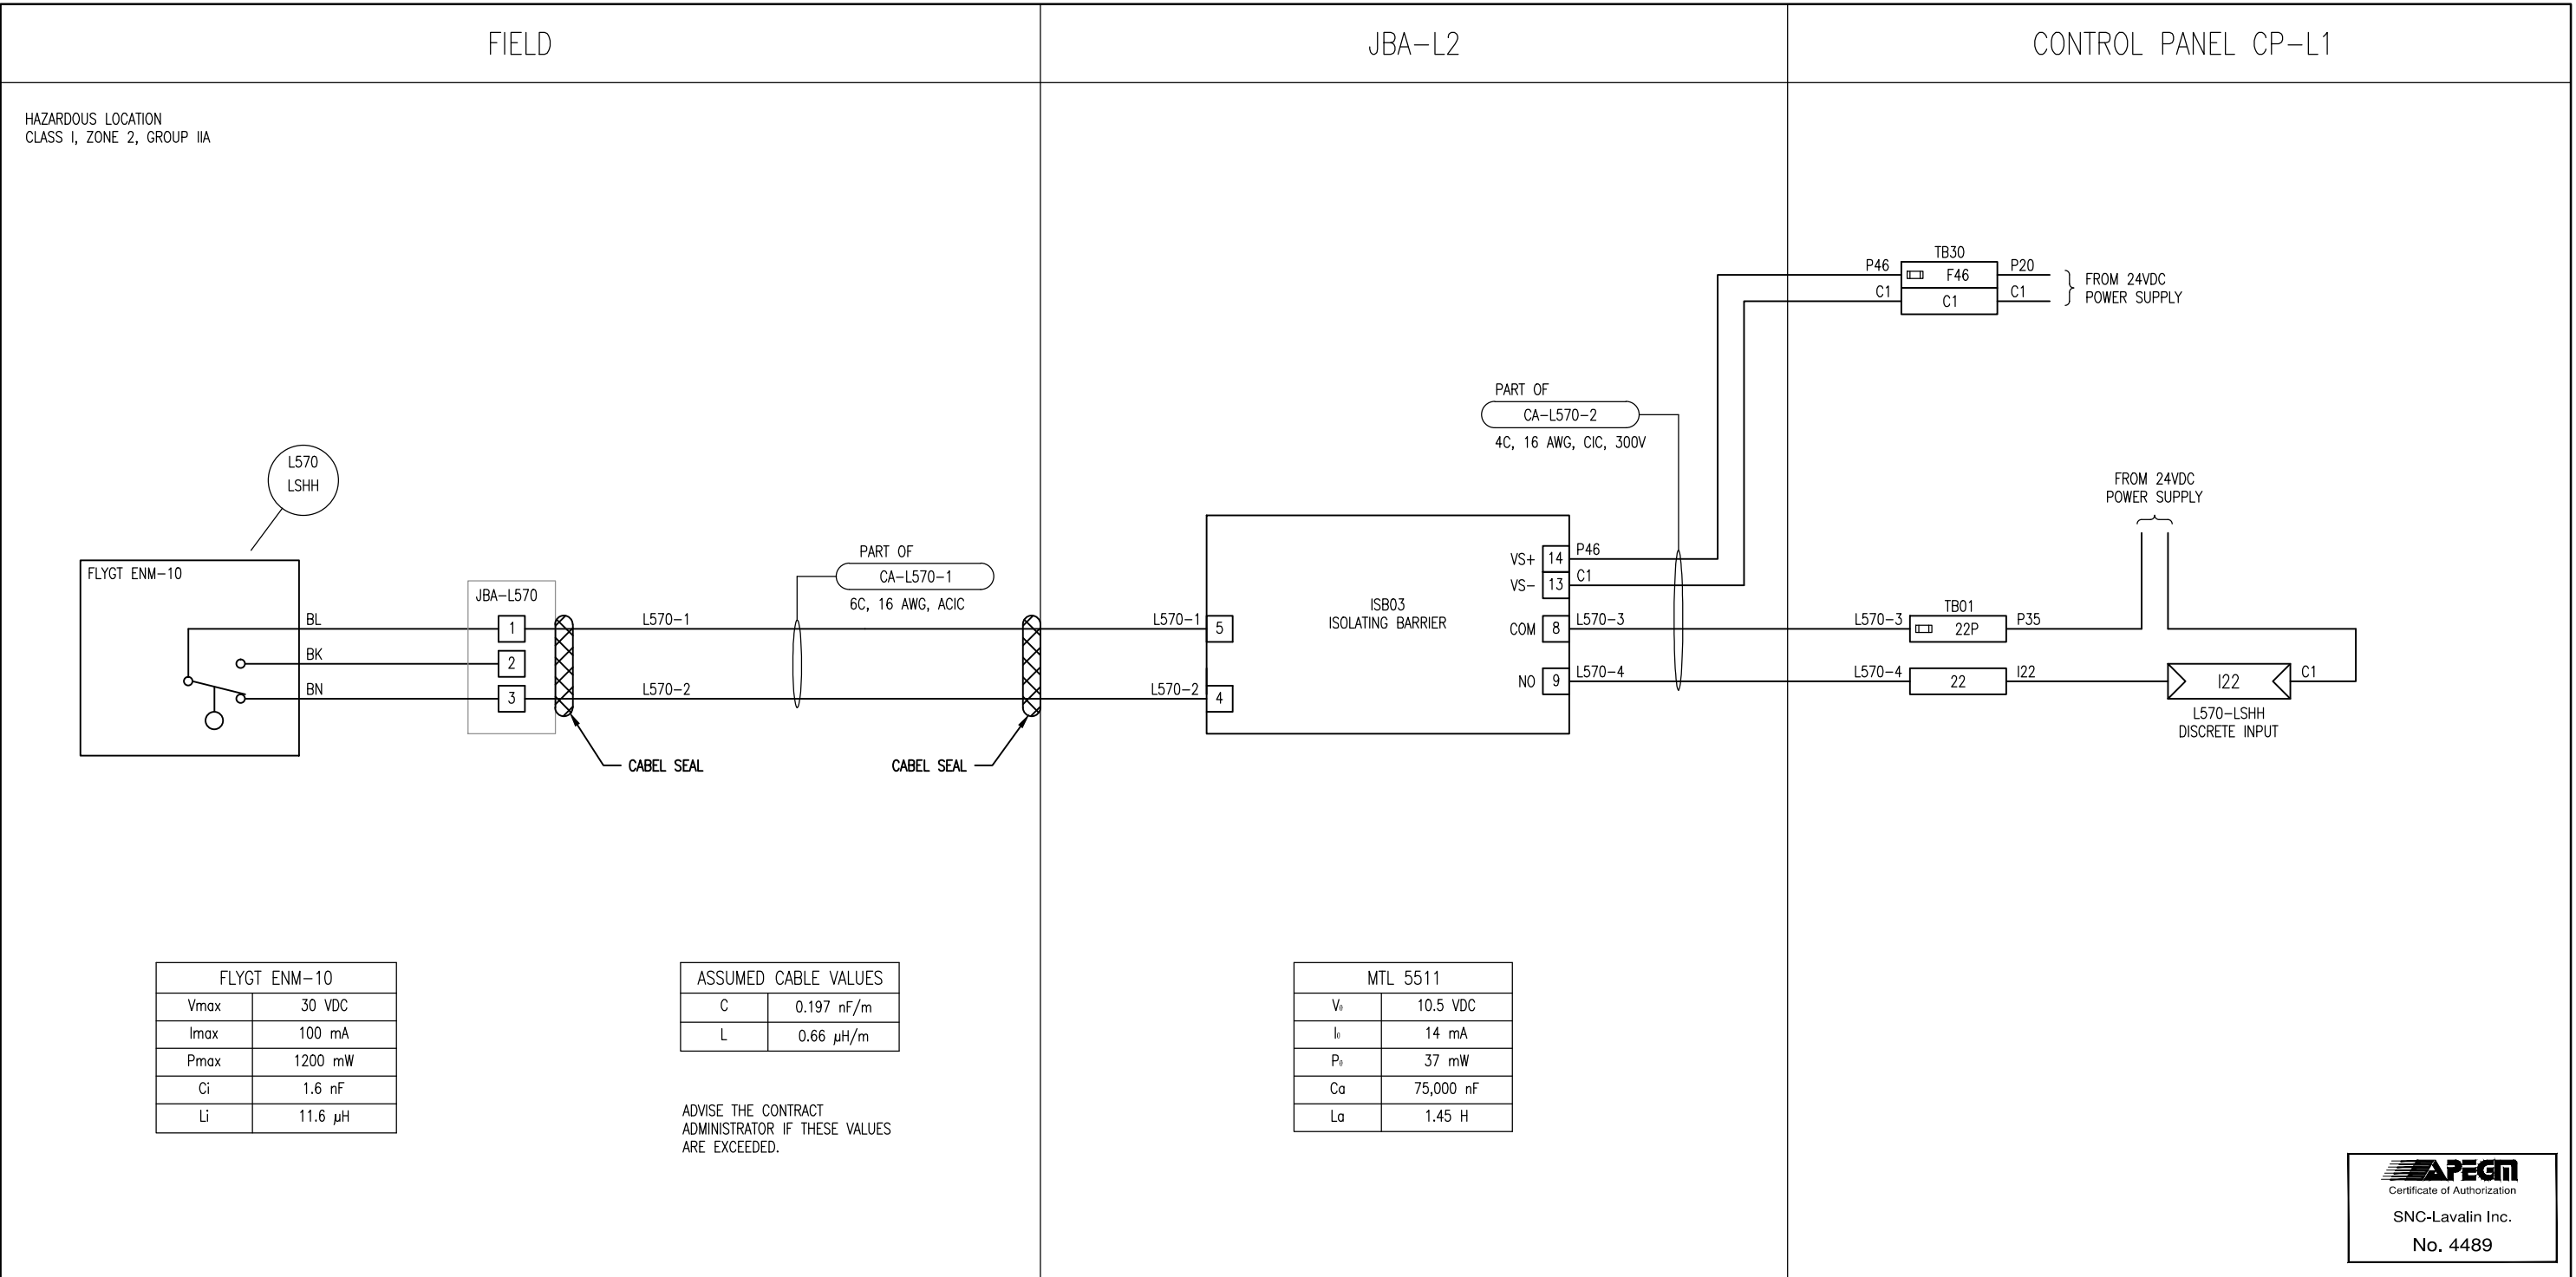 FIELD
JBA-L2
CONTROL PANEL CP-L1
HAZARDOUS LOCATION
CLASS I, ZONE 2, GROUP IIA
TB30
P46
F46
P20
C1
C1
C1
FROM 24VDC
POWER SUPPLY
PART OF
CA-L570-2
4C, 16 AWG, CIC, 300V
L570
LSHH
FROM 24VDC
POWER SUPPLY
FLYGT ENM-10
BL
BK
BN
JBA-L570
1
2
3
L570-1
L570-2
PART OF
CA-L570-1
6C, 16 AWG, ACIC
CABEL SEAL
CABEL SEAL
L570-1
5
L570-2
4
ISB03
ISOLATING BARRIER
VS+ 14 P46
VS- 13 C1
COM 8 L570-3
NO 9 L570-4
TB01
L570-3
22P
P35
L570-4
22
I22
I22
C1
L570-LSHH
DISCRETE INPUT
FLYGT ENM-10
Vmax 30 VDC
Imax 100 mA
Pmax 1200 mW
Ci 1.6 nF
Li 11.6 µH
ASSUMED CABLE VALUES
C 0.197 nF/m
L 0.66 µH/m
ADVISE THE CONTRACT
ADMINISTRATOR IF THESE VALUES
ARE EXCEEDED.
MTL 5511
V₀ 10.5 VDC
I₀ 14 mA
P₀ 37 mW
Ca 75,000 nF
La 1.45 H
APEGM
Certificate of Authorization
SNC-Lavalin Inc.
No. 4489